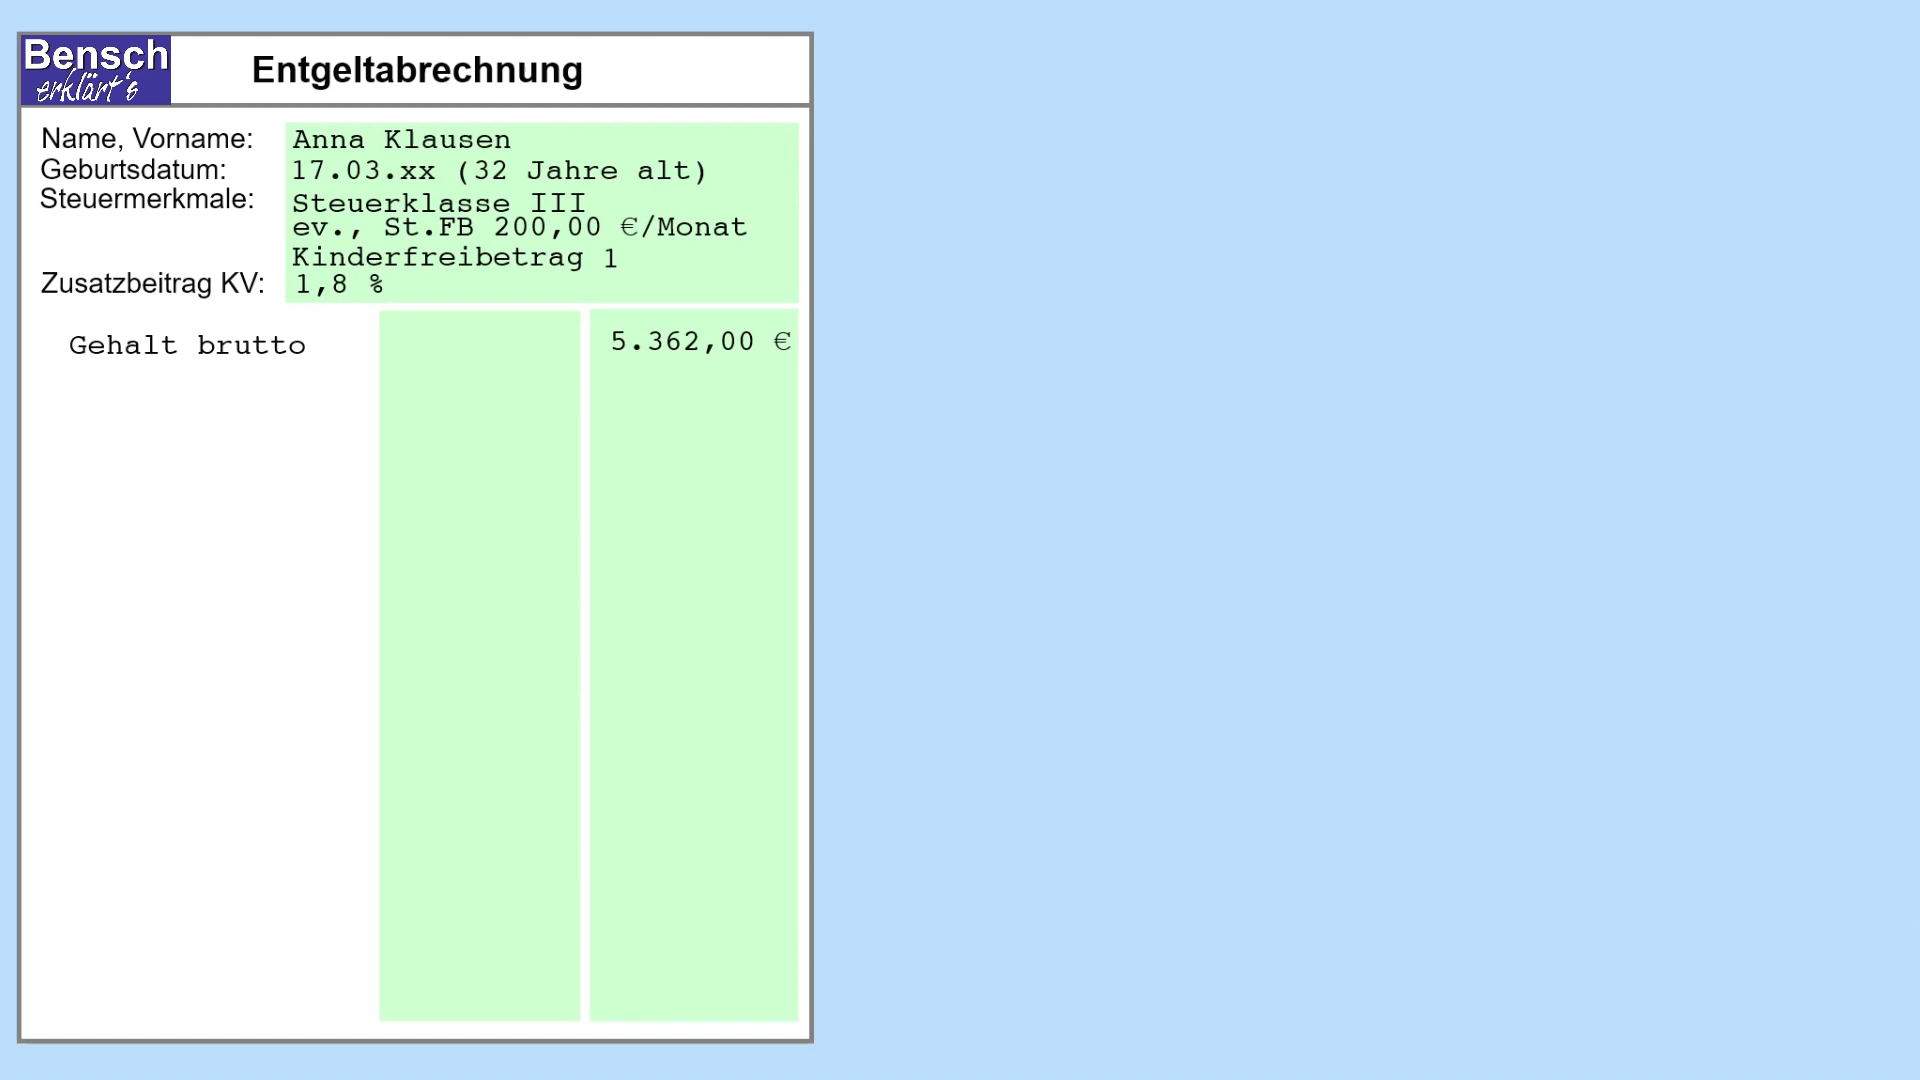 Bensch
erklärt's
Entgeltabrechnung
Name, Vorname: Anna Klausen
Geburtsdatum: 17.03.xx (32 Jahre alt)
Steuermerkmale: Steuerklasse III
ev., St.FB 200,00 €/Monat
Kinderfreibetrag 1
Zusatzbeitrag KV: 1,8 %
Gehalt brutto 5.362,00 €